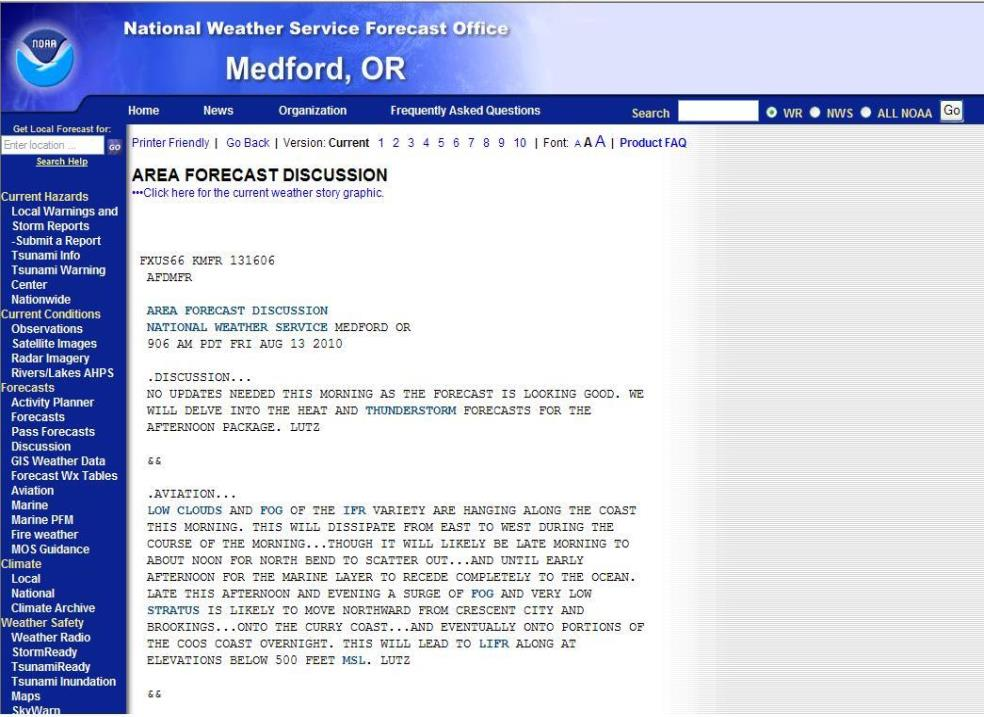 NOAA
National Weather Service Forecast Office
Medford, OR
Home News Organization Frequently Asked Questions Search WR NWS ALL NOAA Go
Get Local Forecast for:
Enter location ... GO
Search Help
Current Hazards
Local Warnings and
Storm Reports
-Submit a Report
Tsunami Info
Tsunami Warning
Center
Nationwide
Current Conditions
Observations
Satellite Images
Radar Imagery
Rivers/Lakes AHPS
Forecasts
Activity Planner
Forecasts
Pass Forecasts
Discussion
GIS Weather Data
Forecast Wx Tables
Aviation
Marine
Marine PFM
Fire weather
MOS Guidance
Climate
Local
National
Climate Archive
Weather Safety
Weather Radio
StormReady
TsunamiReady
Tsunami Inundation
Maps
SkyWarn
Printer Friendly | Go Back | Version: Current 1 2 3 4 5 6 7 8 9 10 | Font: A A A | Product FAQ
AREA FORECAST DISCUSSION
•••Click here for the current weather story graphic.
FXUS66 KMFR 131606
AFDMFR
AREA FORECAST DISCUSSION
NATIONAL WEATHER SERVICE MEDFORD OR
906 AM PDT FRI AUG 13 2010
.DISCUSSION...
NO UPDATES NEEDED THIS MORNING AS THE FORECAST IS LOOKING GOOD. WE
WILL DELVE INTO THE HEAT AND THUNDERSTORM FORECASTS FOR THE
AFTERNOON PACKAGE. LUTZ
&&
.AVIATION...
LOW CLOUDS AND FOG OF THE IFR VARIETY ARE HANGING ALONG THE COAST
THIS MORNING. THIS WILL DISSIPATE FROM EAST TO WEST DURING THE
COURSE OF THE MORNING...THOUGH IT WILL LIKELY BE LATE MORNING TO
ABOUT NOON FOR NORTH BEND TO SCATTER OUT...AND UNTIL EARLY
AFTERNOON FOR THE MARINE LAYER TO RECEDE COMPLETELY TO THE OCEAN.
LATE THIS AFTERNOON AND EVENING A SURGE OF FOG AND VERY LOW
STRATUS IS LIKELY TO MOVE NORTHWARD FROM CRESCENT CITY AND
BROOKINGS...ONTO THE CURRY COAST...AND EVENTUALLY ONTO PORTIONS OF
THE COOS COAST OVERNIGHT. THIS WILL LEAD TO LIFR ALONG AT
ELEVATIONS BELOW 500 FEET MSL. LUTZ
&&